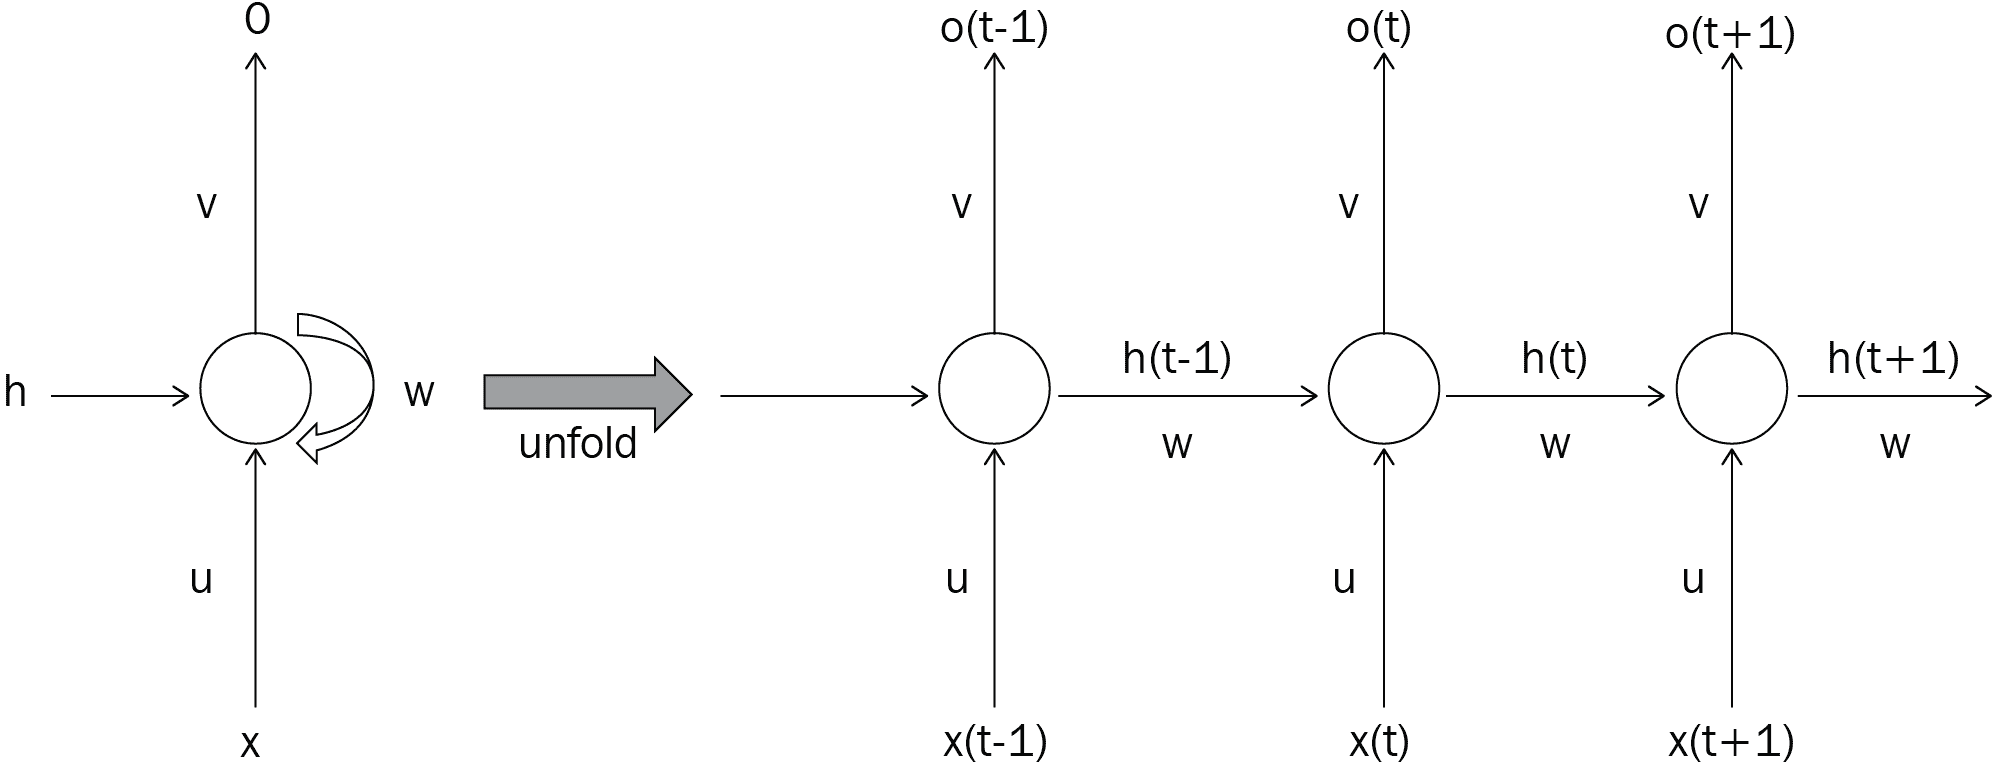 o
o(t-1)
o(t)
o(t+1)
v
v
v
v
h
w
unfold
h(t-1)
w
h(t)
w
h(t+1)
w
u
u
u
u
x
x(t-1)
x(t)
x(t+1)